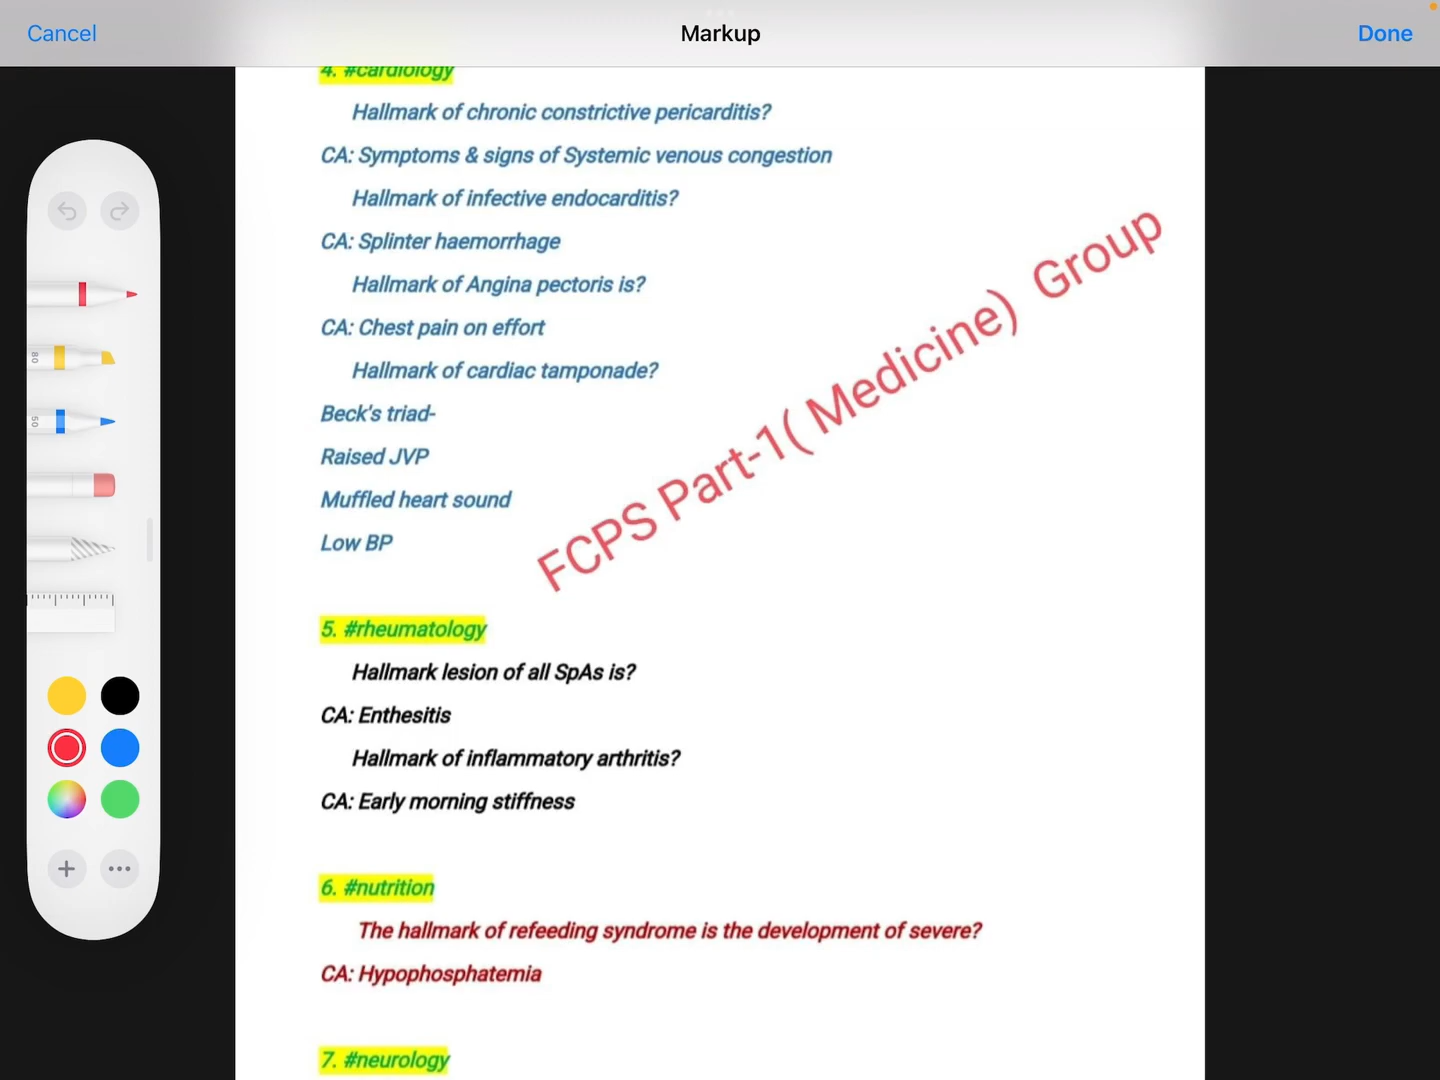 Cancel
Markup
Done
4. #cardiology
Hallmark of chronic constrictive pericarditis?
CA: Symptoms & signs of Systemic venous congestion
Hallmark of infective endocarditis?
CA: Splinter haemorrhage
Hallmark of Angina pectoris is?
CA: Chest pain on effort
Hallmark of cardiac tamponade?
Beck's triad-
Raised JVP
Muffled heart sound
Low BP
FCPS Part-1( Medicine) Group
5. #rheumatology
Hallmark lesion of all SpAs is?
CA: Enthesitis
Hallmark of inflammatory arthritis?
CA: Early morning stiffness
6. #nutrition
The hallmark of refeeding syndrome is the development of severe?
CA: Hypophosphatemia
7. #neurology
80
50